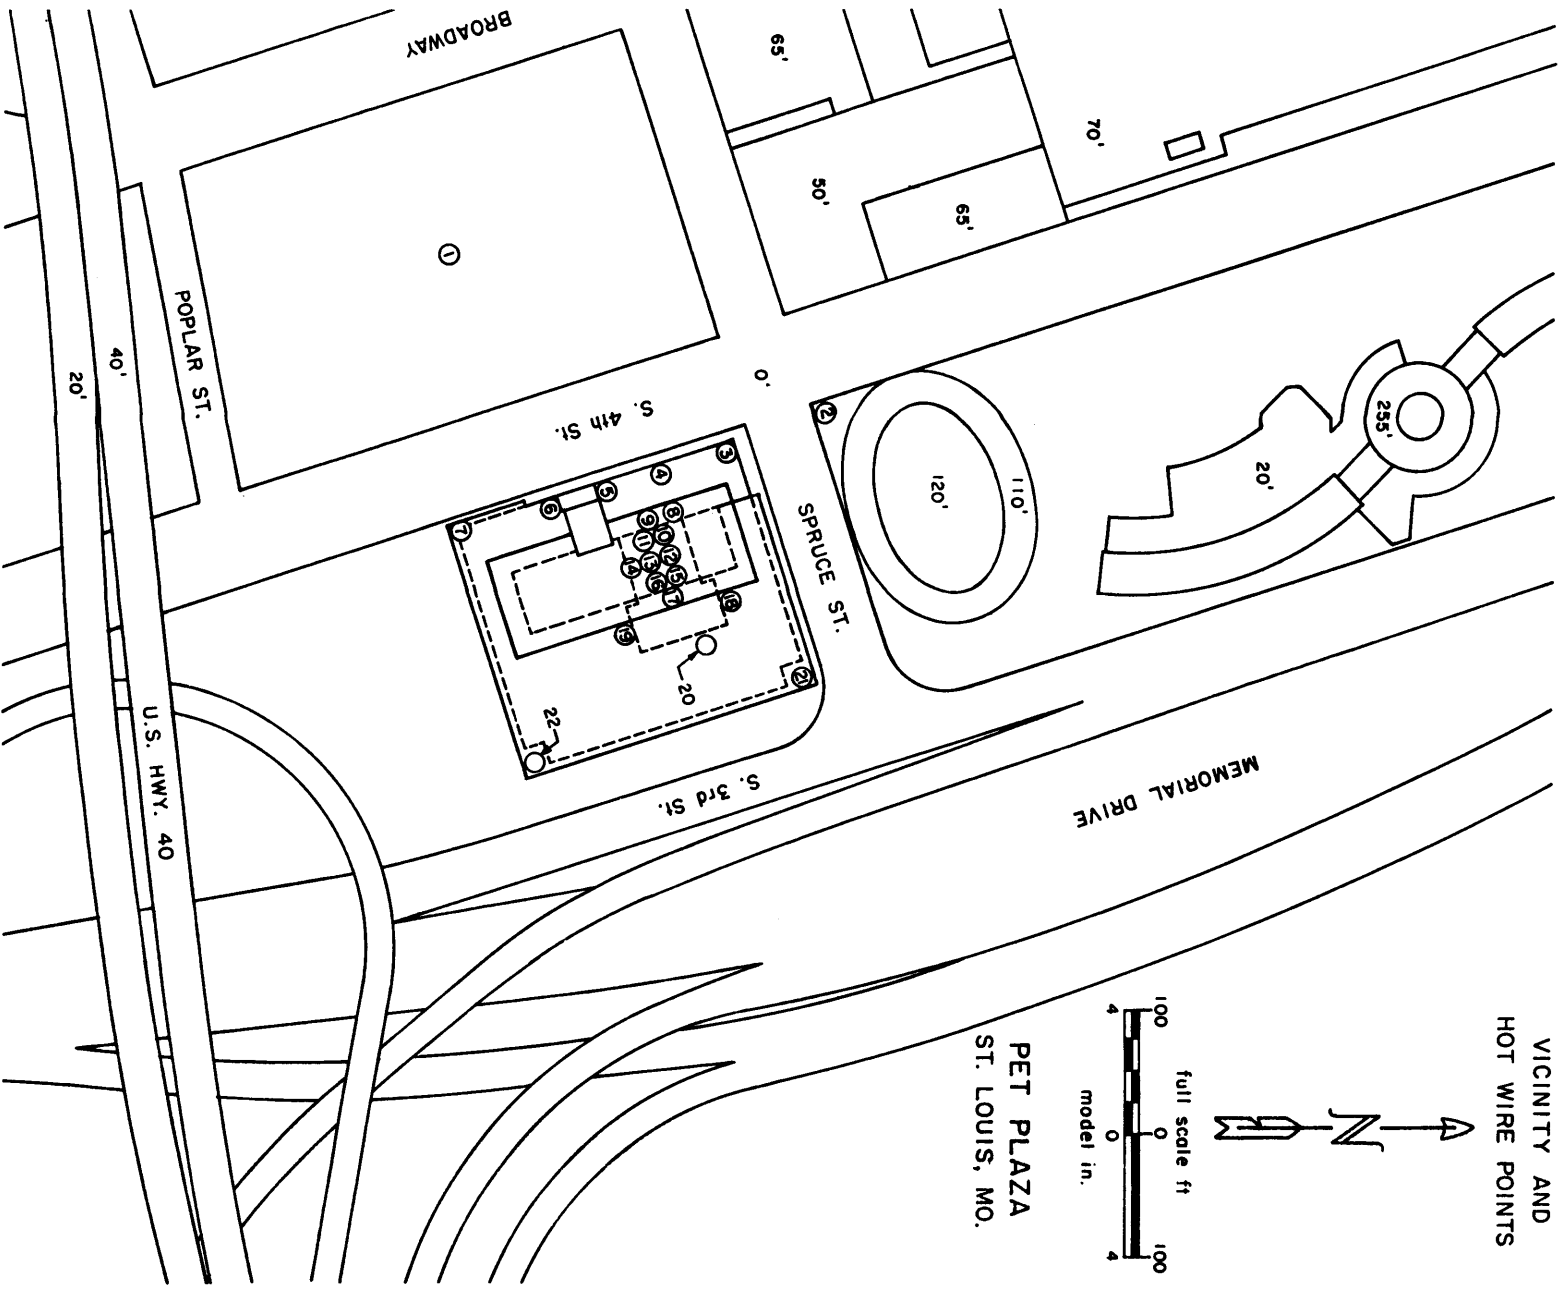 VICINITY AND
HOT WIRE POINTS
N
100 0 100
full scale ft
4 0 4
model in.
PET PLAZA
ST. LOUIS, MO.
BROADWAY
65'
70'
50'
65'
1
POPLAR ST.
40'
20'
S. 4th St.
0'
2
255'
20'
110'
120'
SPRUCE ST.
3
4
5
6
7
8
9
10
11
12
13
14
15
16
17
18
19
20
21
22
S. 3rd St.
MEMORIAL DRIVE
U.S. HWY. 40